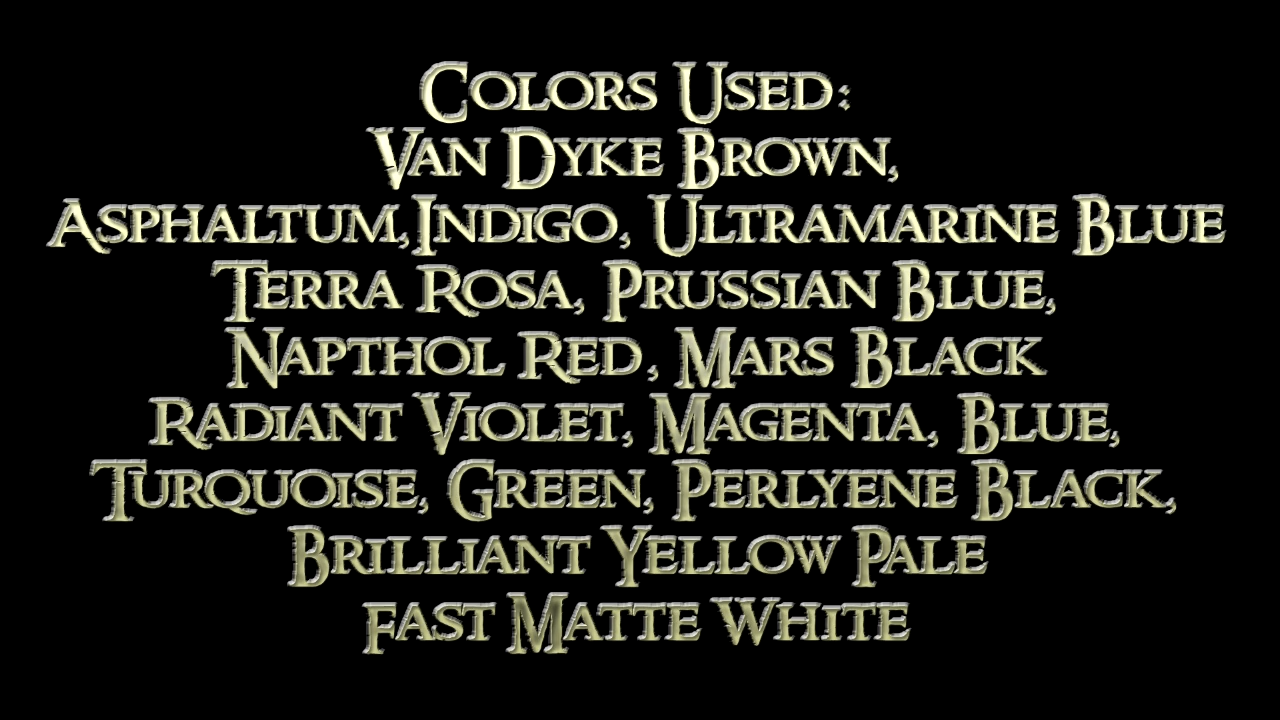 Colors Used:
Van Dyke Brown,
Asphaltum,Indigo, Ultramarine Blue
Terra Rosa, Prussian Blue,
Napthol Red, Mars Black
Radiant Violet, Magenta, Blue,
Turquoise, Green, Perlyene Black,
Brilliant Yellow Pale
Fast Matte White